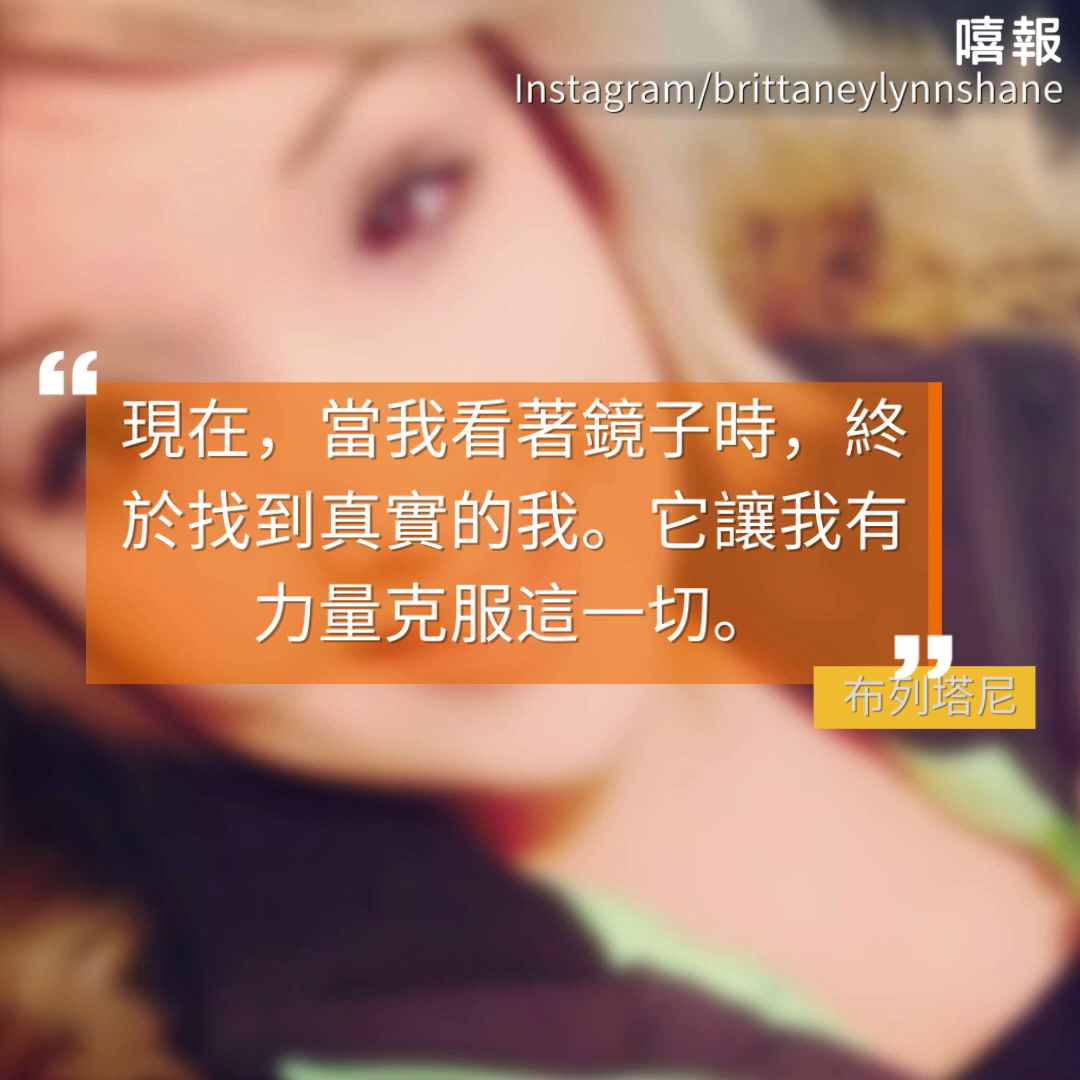 嘻報
Instagram/brittaneylynnshane
“
現在，當我看著鏡子時，終
於找到真實的我。它讓我有
力量克服這一切。
”
布列塔尼